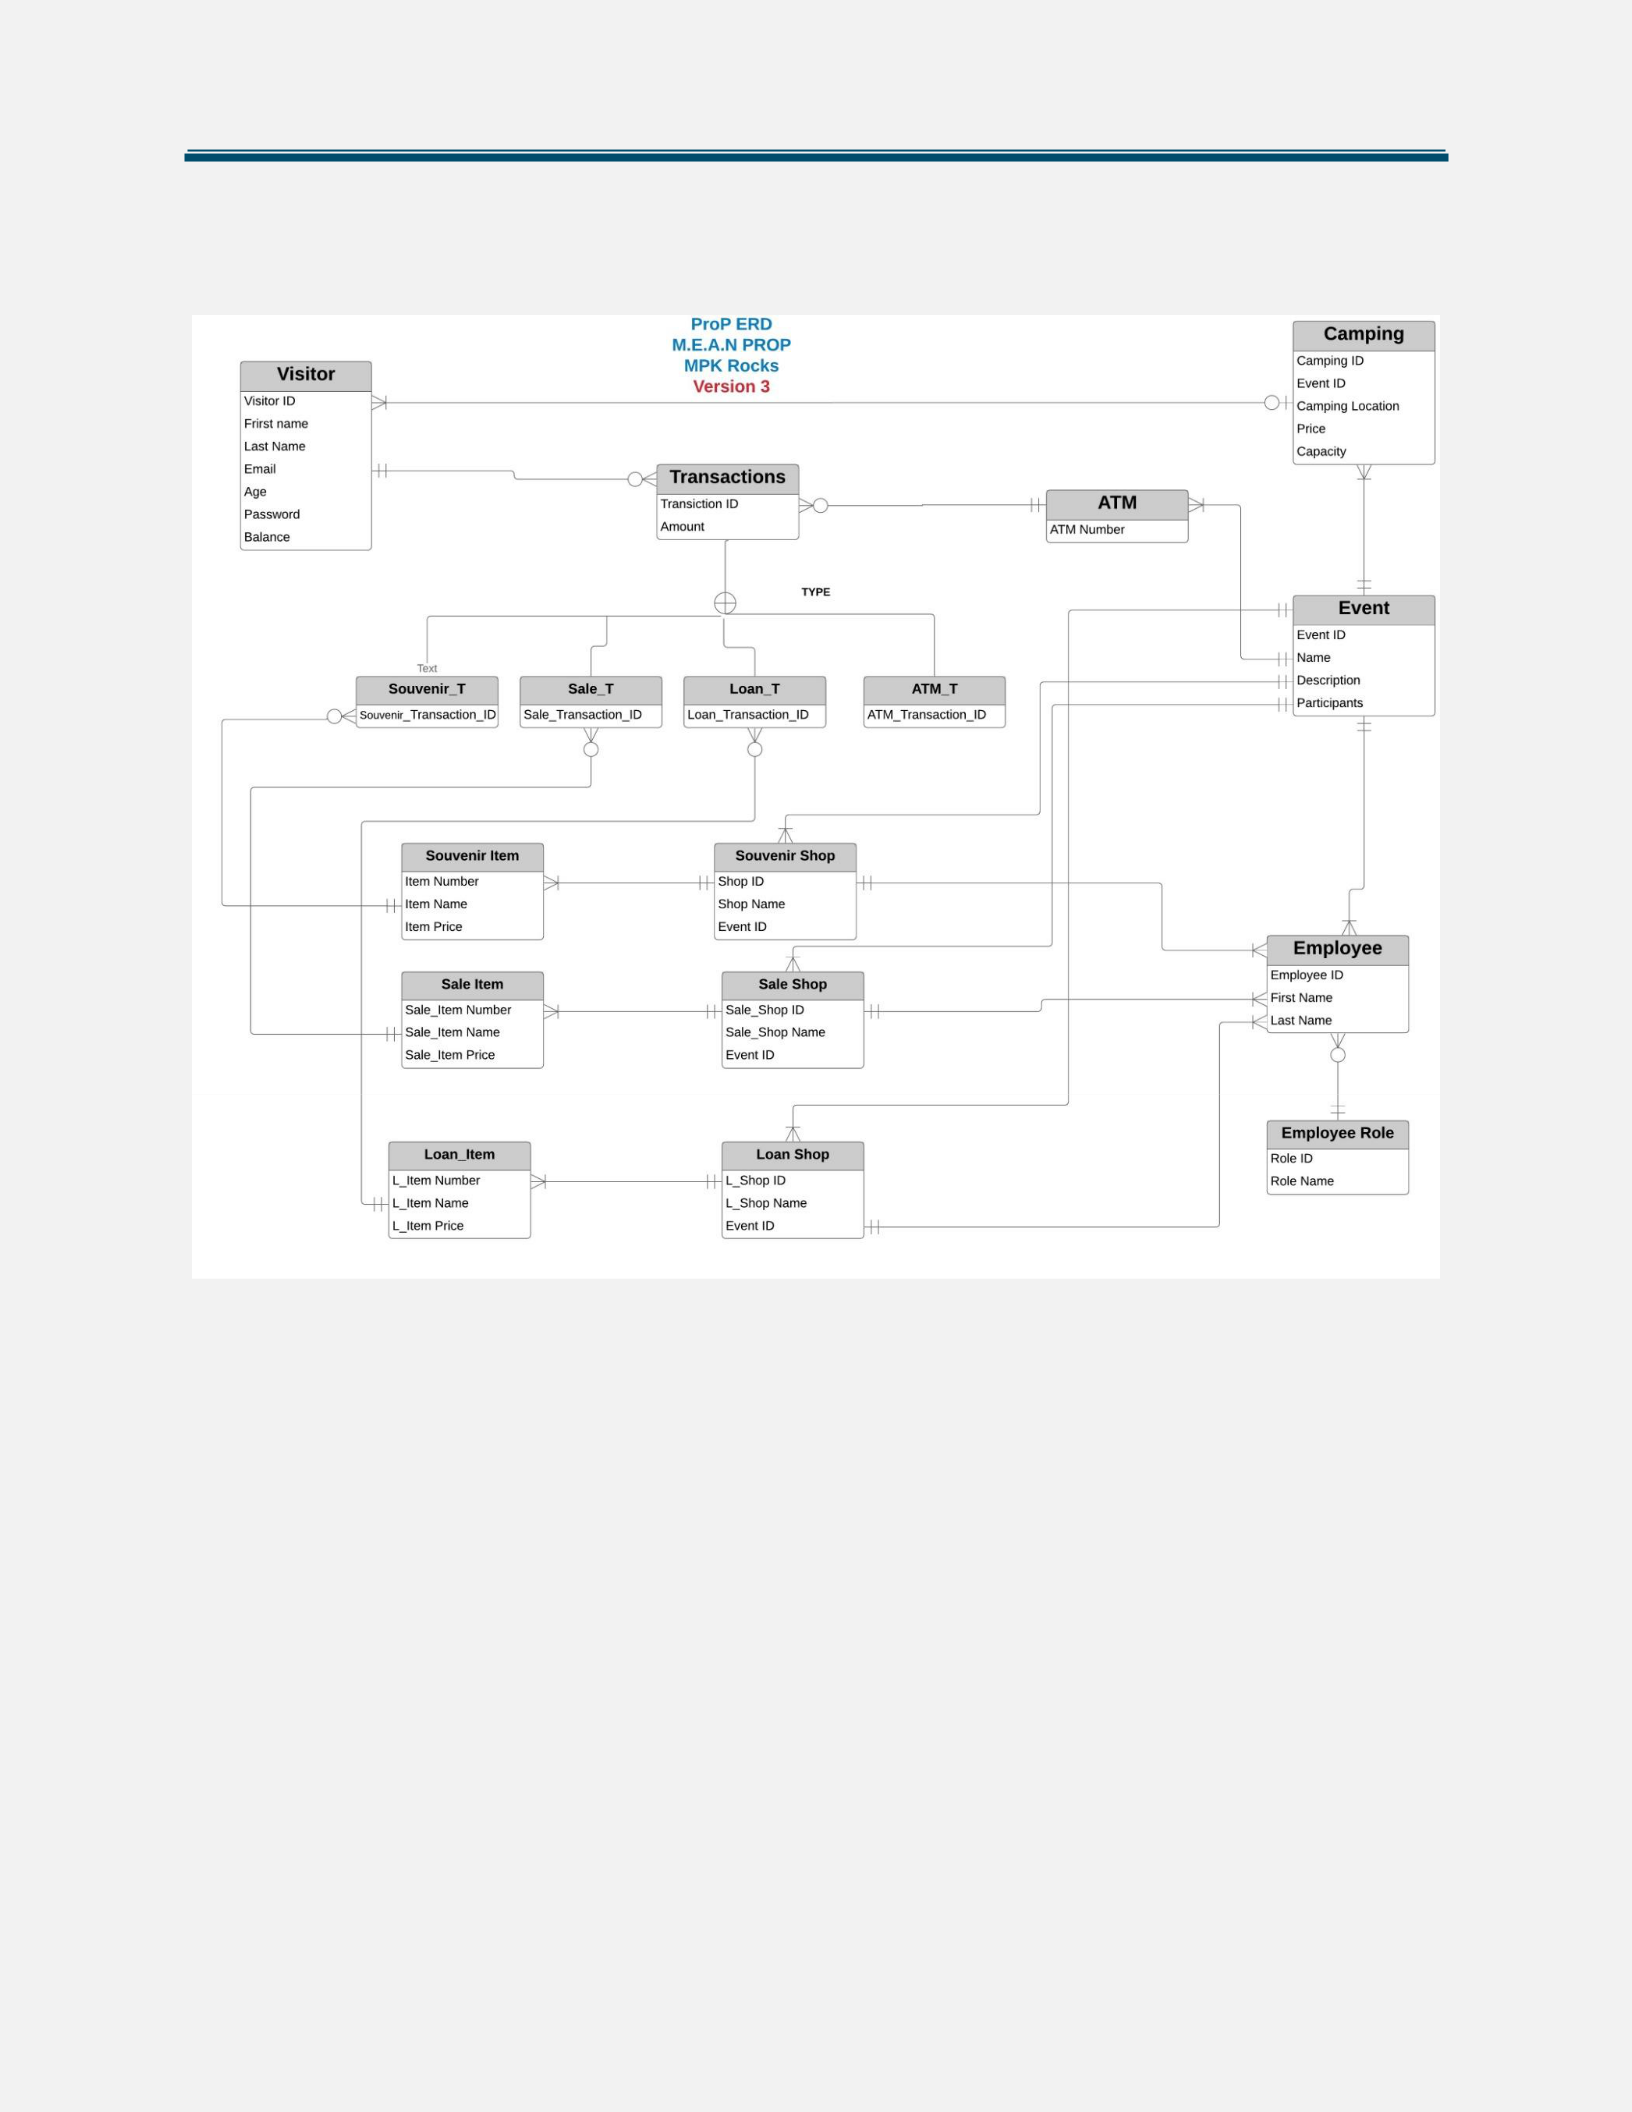 ProP ERD
M.E.A.N PROP
MPK Rocks
Version 3
Camping
Camping ID
Event ID
Camping Location
Price
Capacity
Visitor
Visitor ID
Frirst name
Last Name
Email
Age
Password
Balance
Transactions
Transiction ID
Amount
ATM
ATM Number
TYPE
Event
Event ID
Name
Description
Participants
Text
Souvenir_T
Souvenir_Transaction_ID
Sale_T
Sale_Transaction_ID
Loan_T
Loan_Transaction_ID
ATM_T
ATM_Transaction_ID
Souvenir Item
Item Number
Item Name
Item Price
Souvenir Shop
Shop ID
Shop Name
Event ID
Employee
Employee ID
First Name
Last Name
Sale Item
Sale_Item Number
Sale_Item Name
Sale_Item Price
Sale Shop
Sale_Shop ID
Sale_Shop Name
Event ID
Employee Role
Role ID
Role Name
Loan_Item
L_Item Number
L_Item Name
L_Item Price
Loan Shop
L_Shop ID
L_Shop Name
Event ID